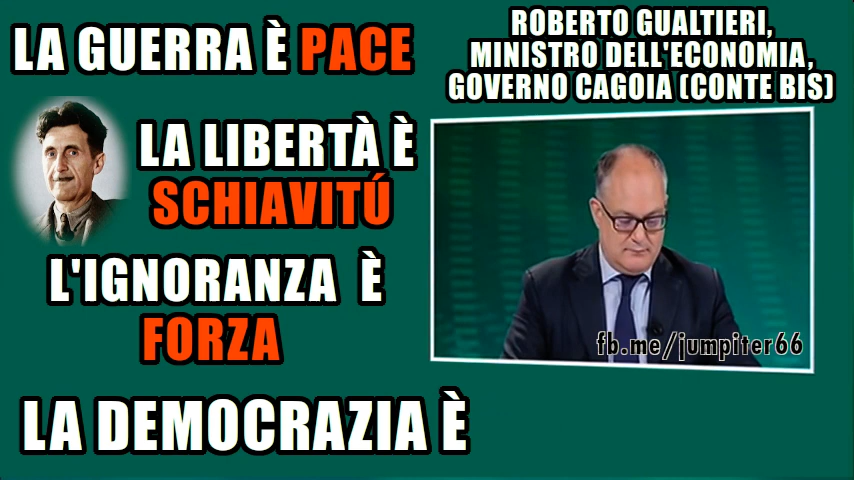 LA GUERRA È PACE
LA LIBERTÀ È
SCHIAVITÚ
L'IGNORANZA È
FORZA
LA DEMOCRAZIA È
ROBERTO GUALTIERI,
MINISTRO DELL'ECONOMIA,
GOVERNO CAGOIA (CONTE BIS)
fb.me/jumpiter66